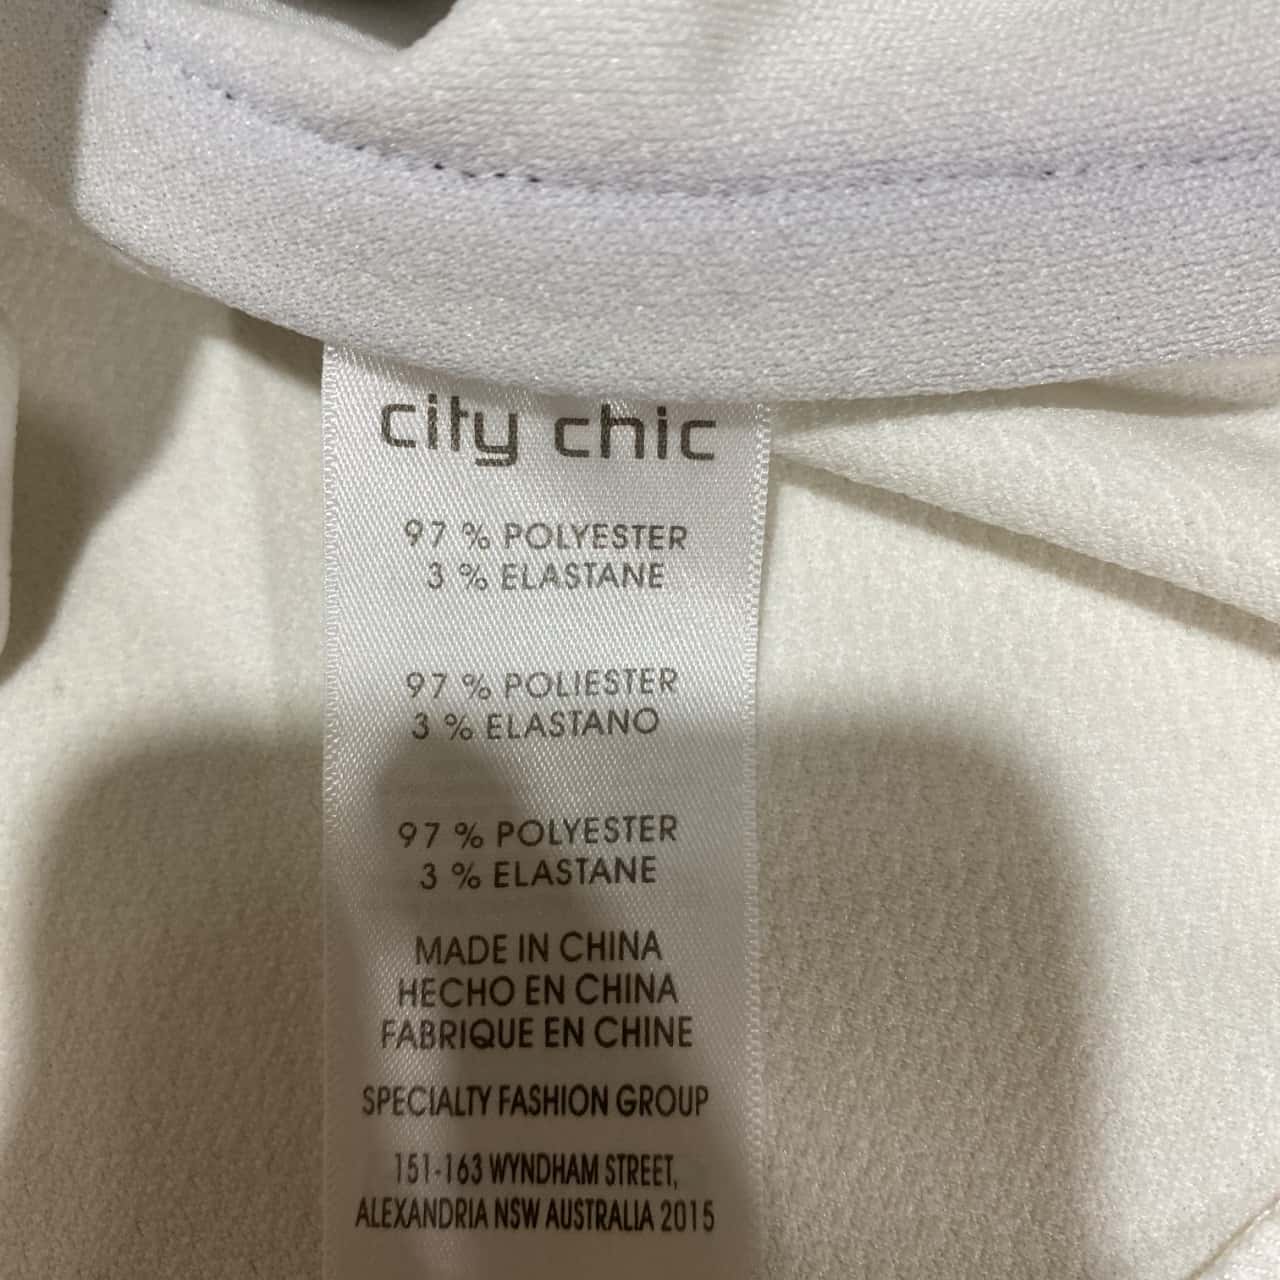 city chic
97 % POLYESTER
3 % ELASTANE
97 % POLIESTER
3 % ELASTANO
97 % POLYESTER
3 % ELASTANE
MADE IN CHINA
HECHO EN CHINA
FABRIQUE EN CHINE
SPECIALTY FASHION GROUP
151-163 WYNDHAM STREET,
ALEXANDRIA NSW AUSTRALIA 2015